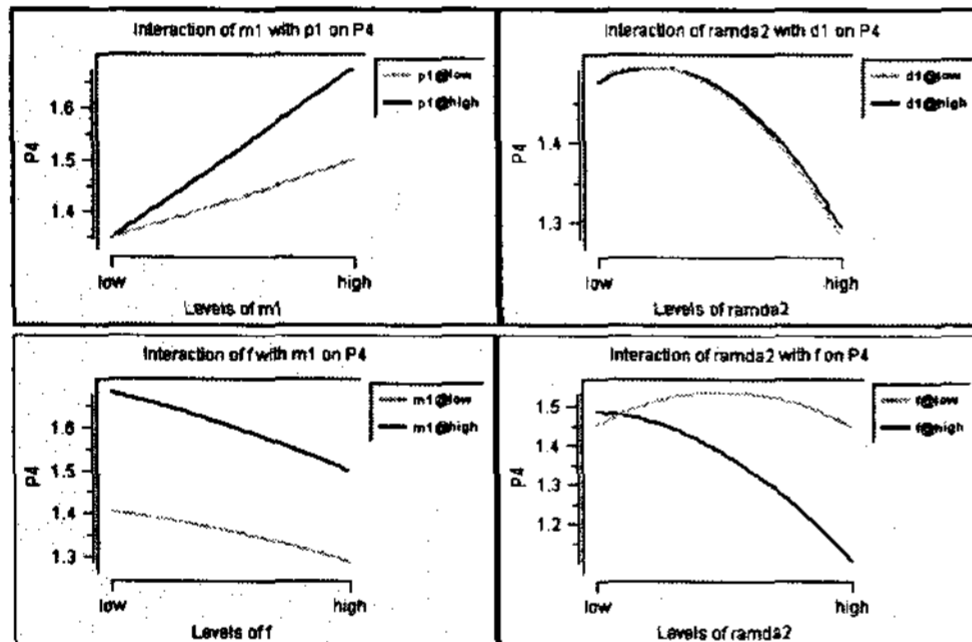 Interaction of m1 with p1 on P4
p1@low
p1@high
1.6
1.5
1.4
P4
low
high
Levels of m1
Interaction of ramda2 with d1 on P4
d1@low
d1@high
1.4
1.3
P4
low
high
Levels of ramda2
Interaction of f with m1 on P4
m1@low
m1@high
1.6
1.5
1.4
1.3
P4
low
high
Levels of f
Interaction of ramda2 with f on P4
f@low
f@high
1.5
1.4
1.3
1.2
P4
low
high
Levels of ramda2